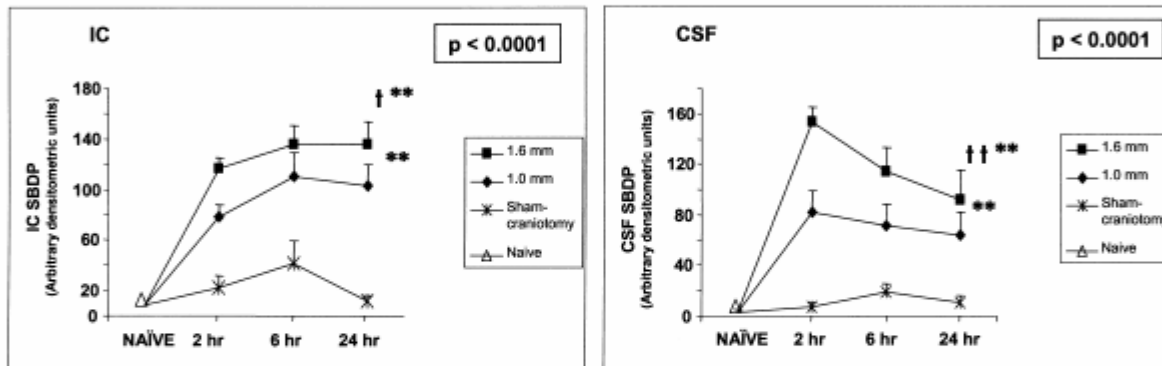 IC
p < 0.0001
IC SBDP
(Arbitrary densitometric units)
180
140
100
60
20
0
† **
**
NAÏVE 2 hr 6 hr 24 hr
1.6 mm
1.0 mm
Sham-
craniotomy
Naive
CSF
p < 0.0001
CSF SBDP
(Arbitrary densitometric units)
160
120
80
40
0
†† **
**
NAÏVE 2 hr 6 hr 24 hr
1.6 mm
1.0 mm
Sham-
craniotomy
Naive